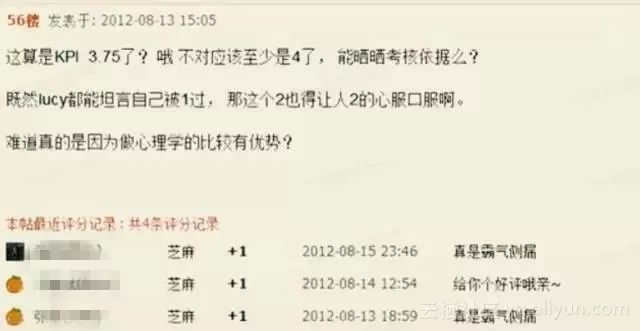 56楼 发表于: 2012-08-13 15:05
这算是KPI 3.75了？哦 不对应该至少是4了，能晒晒考核依据么？
既然lucy都能坦言自己被1过，那这个2也得让人2的心服口服啊。
难道真的是因为做心理学的比较有优势？
本帖最近评分记录：共4条评分记录
芝麻 +1 2012-08-15 23:46 真是霸气侧漏
芝麻 +1 2012-08-14 12:54 给你个好评哦亲~
张 芝麻 +1 2012-08-13 18:59 真是霸气侧漏
云栖社区 yq.aliyun.com